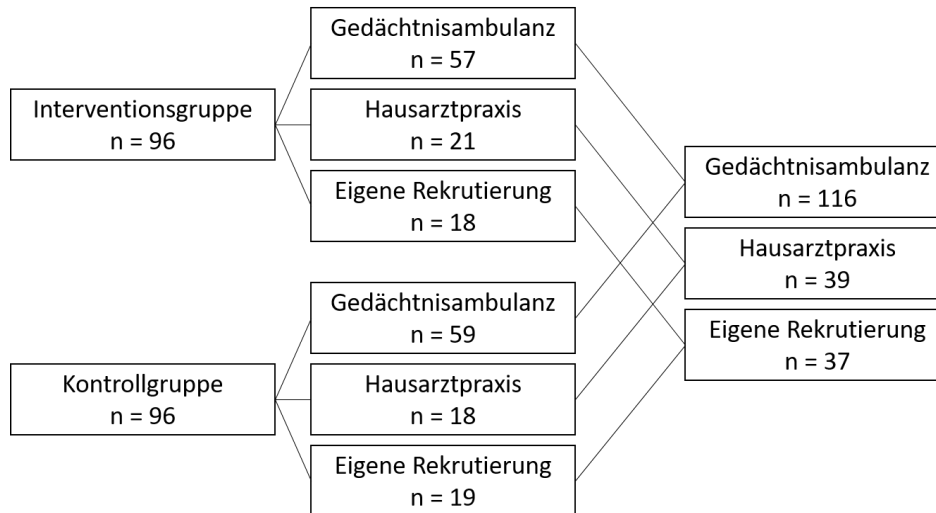 Interventionsgruppe
n = 96
Gedächtnisambulanz
n = 57
Hausarztpraxis
n = 21
Eigene Rekrutierung
n = 18
Kontrollgruppe
n = 96
Gedächtnisambulanz
n = 59
Hausarztpraxis
n = 18
Eigene Rekrutierung
n = 19
Gedächtnisambulanz
n = 116
Hausarztpraxis
n = 39
Eigene Rekrutierung
n = 37